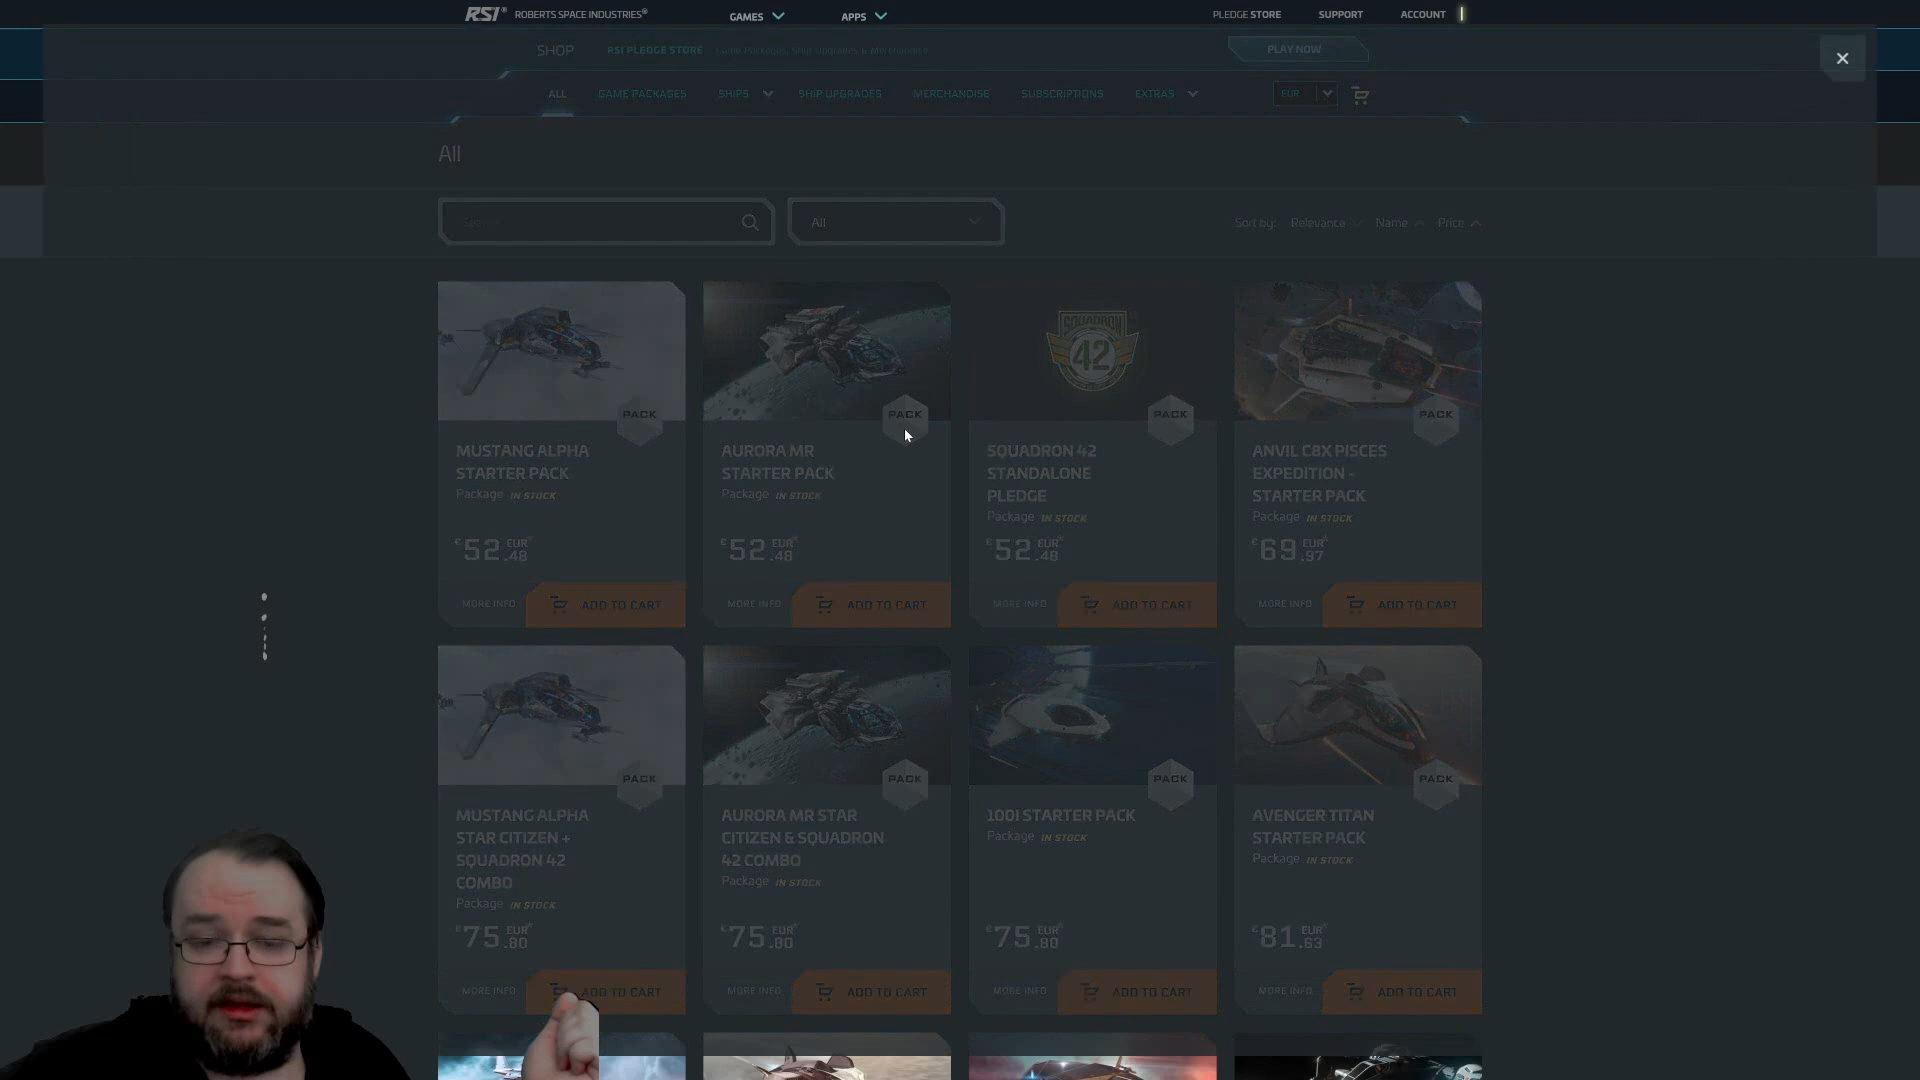 RSI® ROBERTS SPACE INDUSTRIES® GAMES APPS PLEDGE STORE SUPPORT ACCOUNT
SHOP RSI PLEDGE STORE Game Packages, Ship Upgrades & Merchandise PLAY NOW
ALL GAME PACKAGES SHIPS SHIP UPGRADES MERCHANDISE SUBSCRIPTIONS EXTRAS EUR
All
All Sort by: Relevance Name Price
PACK PACK PACK PACK
MUSTANG ALPHA
STARTER PACK
Package IN STOCK
€52.48 EUR
MORE INFO ADD TO CART
AURORA MR
STARTER PACK
Package IN STOCK
€52.48 EUR
MORE INFO ADD TO CART
SQUADRON
42
SQUADRON 42
STANDALONE
PLEDGE
Package IN STOCK
€52.48 EUR
MORE INFO ADD TO CART
ANVIL C8X PISCES
EXPEDITION -
STARTER PACK
Package IN STOCK
€69.97 EUR
MORE INFO ADD TO CART
PACK PACK PACK PACK
MUSTANG ALPHA
STAR CITIZEN +
SQUADRON 42
COMBO
Package IN STOCK
€75.80 EUR
MORE INFO ADD TO CART
AURORA MR STAR
CITIZEN & SQUADRON
42 COMBO
Package IN STOCK
€75.80 EUR
MORE INFO ADD TO CART
100I STARTER PACK
Package IN STOCK
€75.80 EUR
MORE INFO ADD TO CART
AVENGER TITAN
STARTER PACK
Package IN STOCK
€81.63 EUR
MORE INFO ADD TO CART